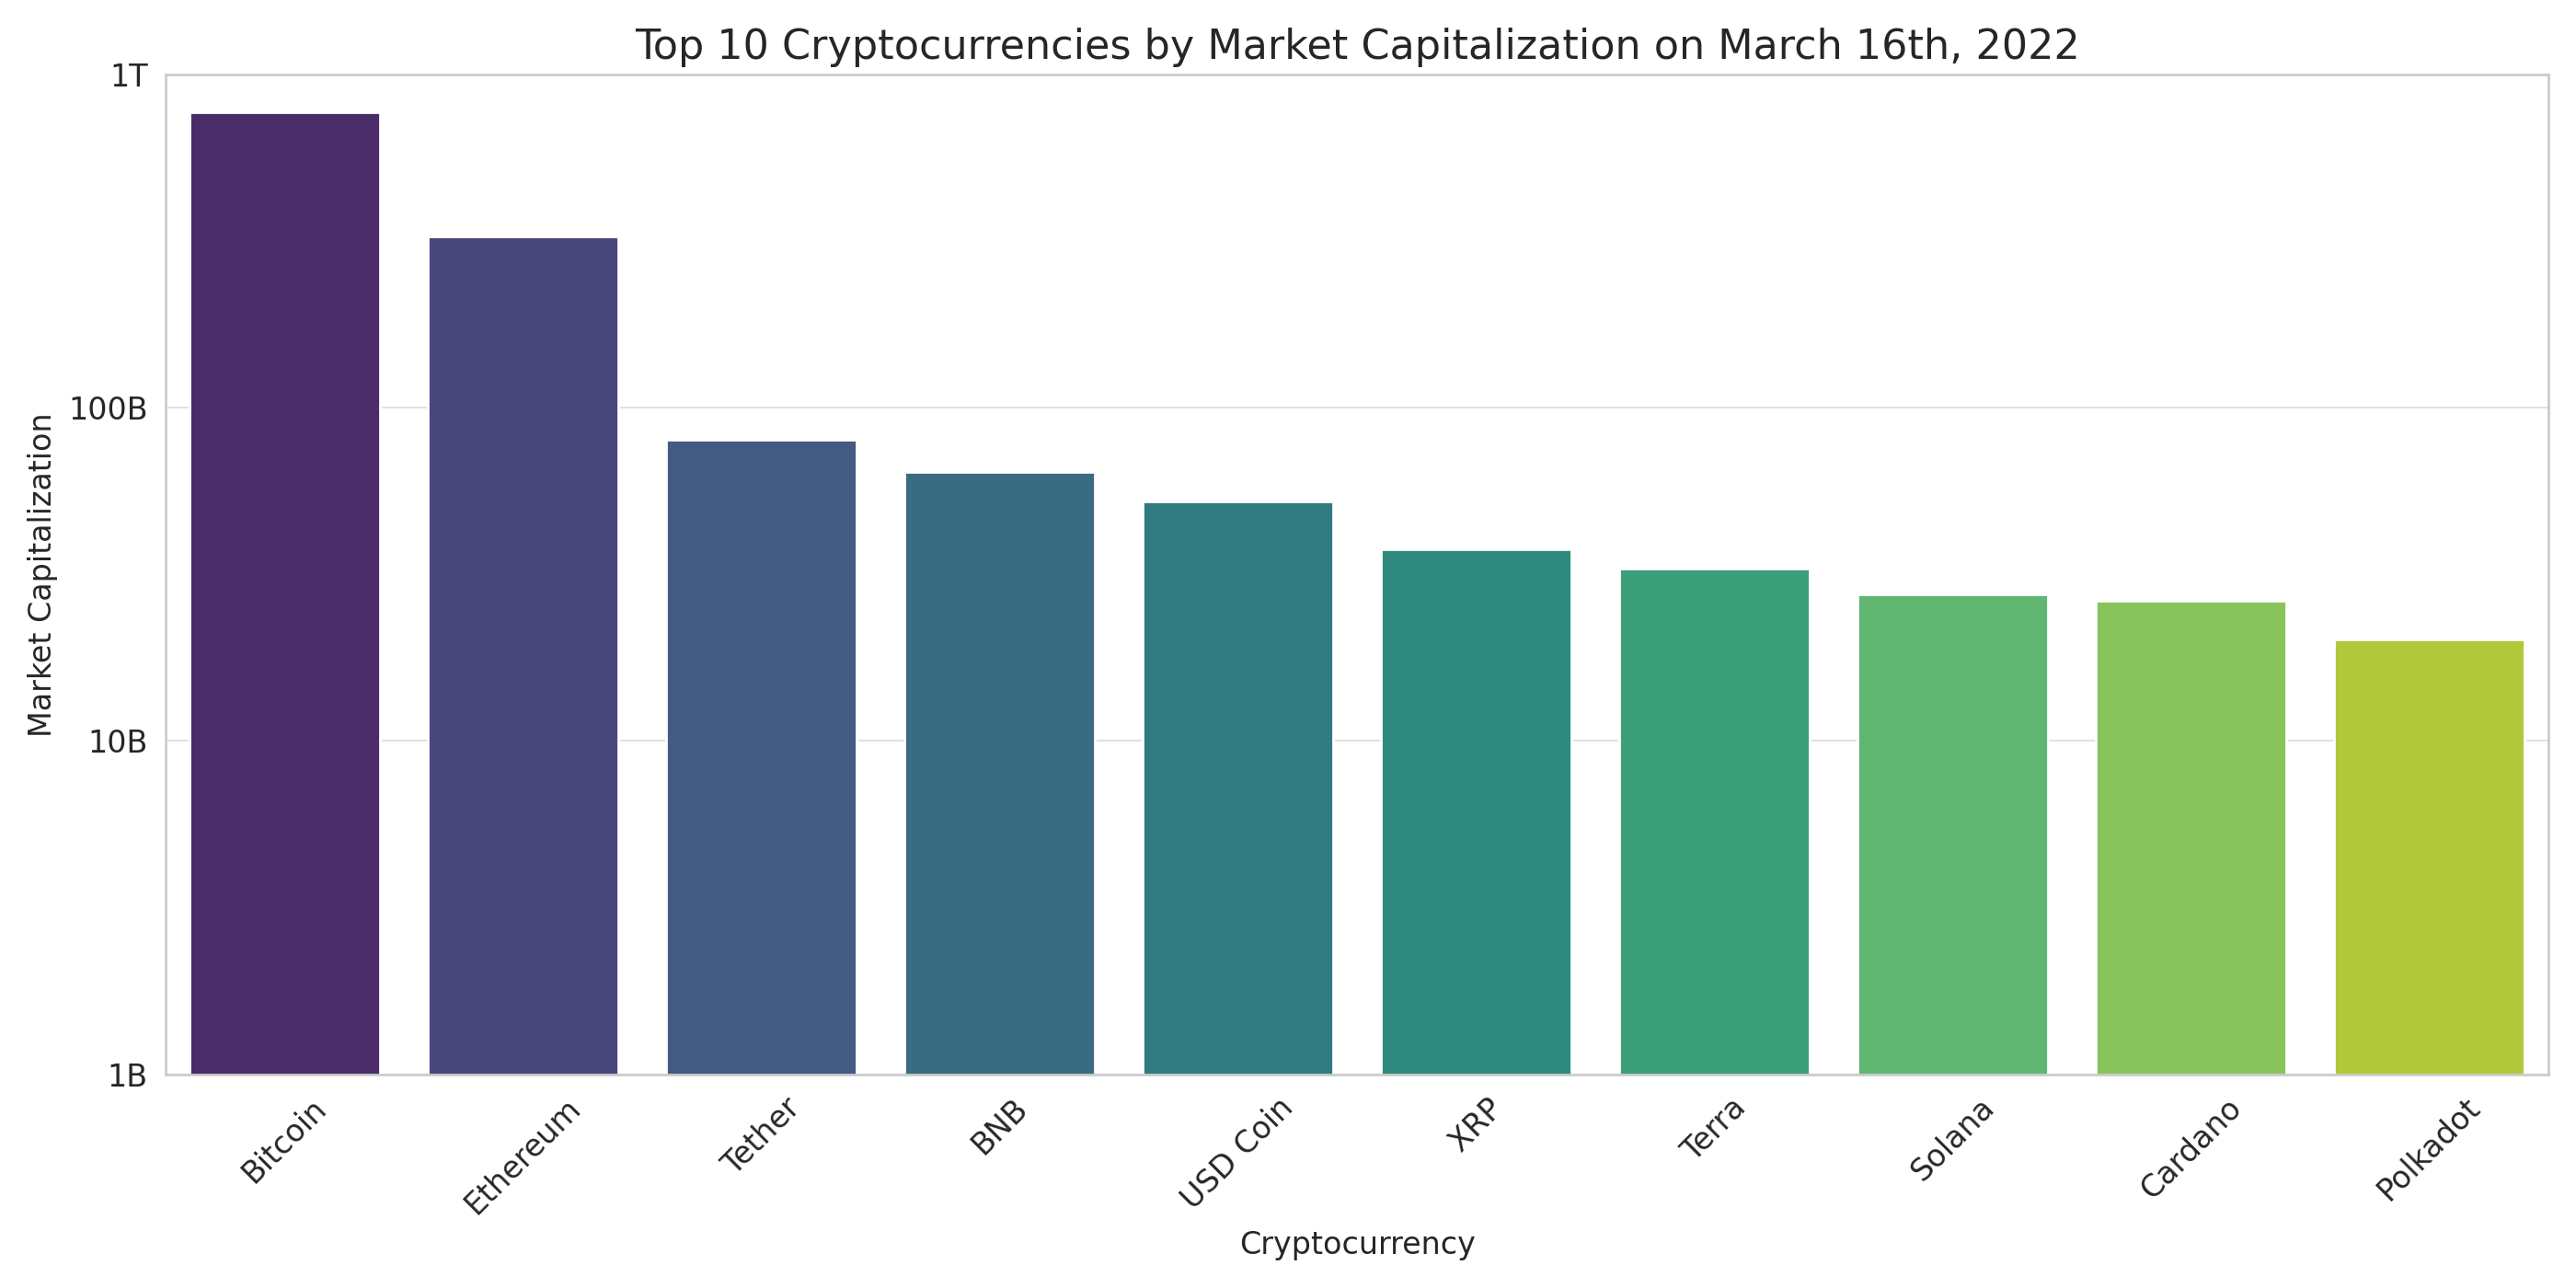 Top 10 Cryptocurrencies by Market Capitalization on March 16th, 2022
1T
100B
10B
1B
Market Capitalization
Bitcoin
Ethereum
Tether
BNB
USD Coin
XRP
Terra
Solana
Cardano
Polkadot
Cryptocurrency